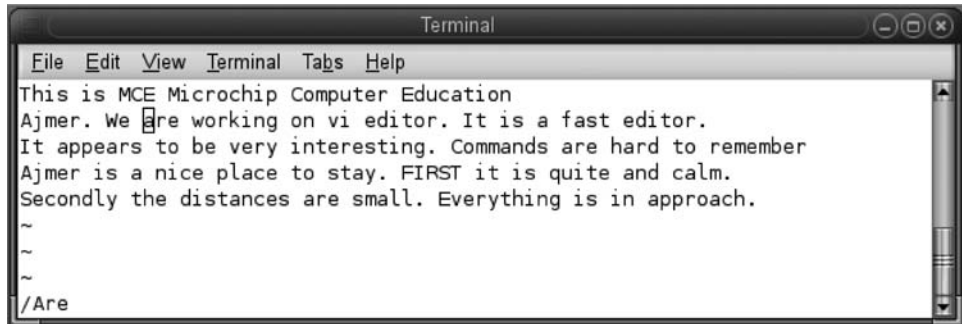 Terminal
File Edit View Terminal Tabs Help
This is MCE Microchip Computer Education
Ajmer. We are working on vi editor. It is a fast editor.
It appears to be very interesting. Commands are hard to remember
Ajmer is a nice place to stay. FIRST it is quite and calm.
Secondly the distances are small. Everything is in approach.
~
~
~
/Are